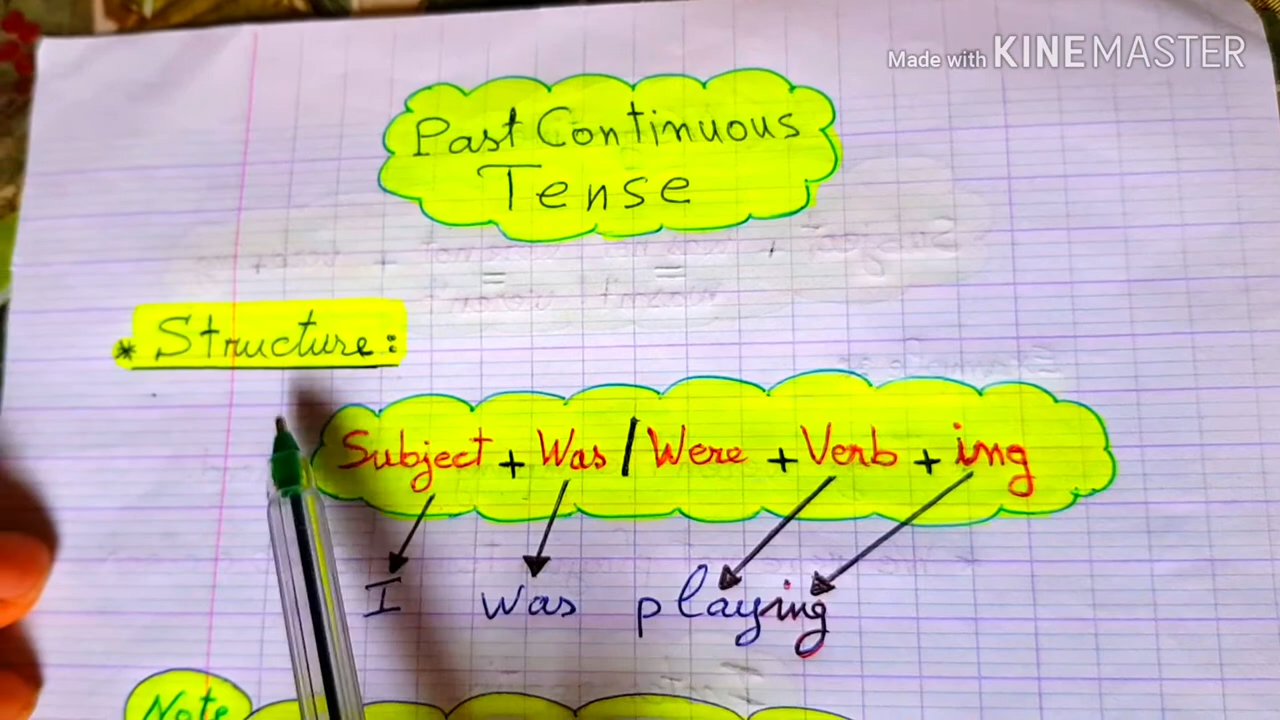 Made with KINEMASTER
Past Continuous
Tense
* Structure:
Subject + Was / Were + Verb + ing
I was playing
Note